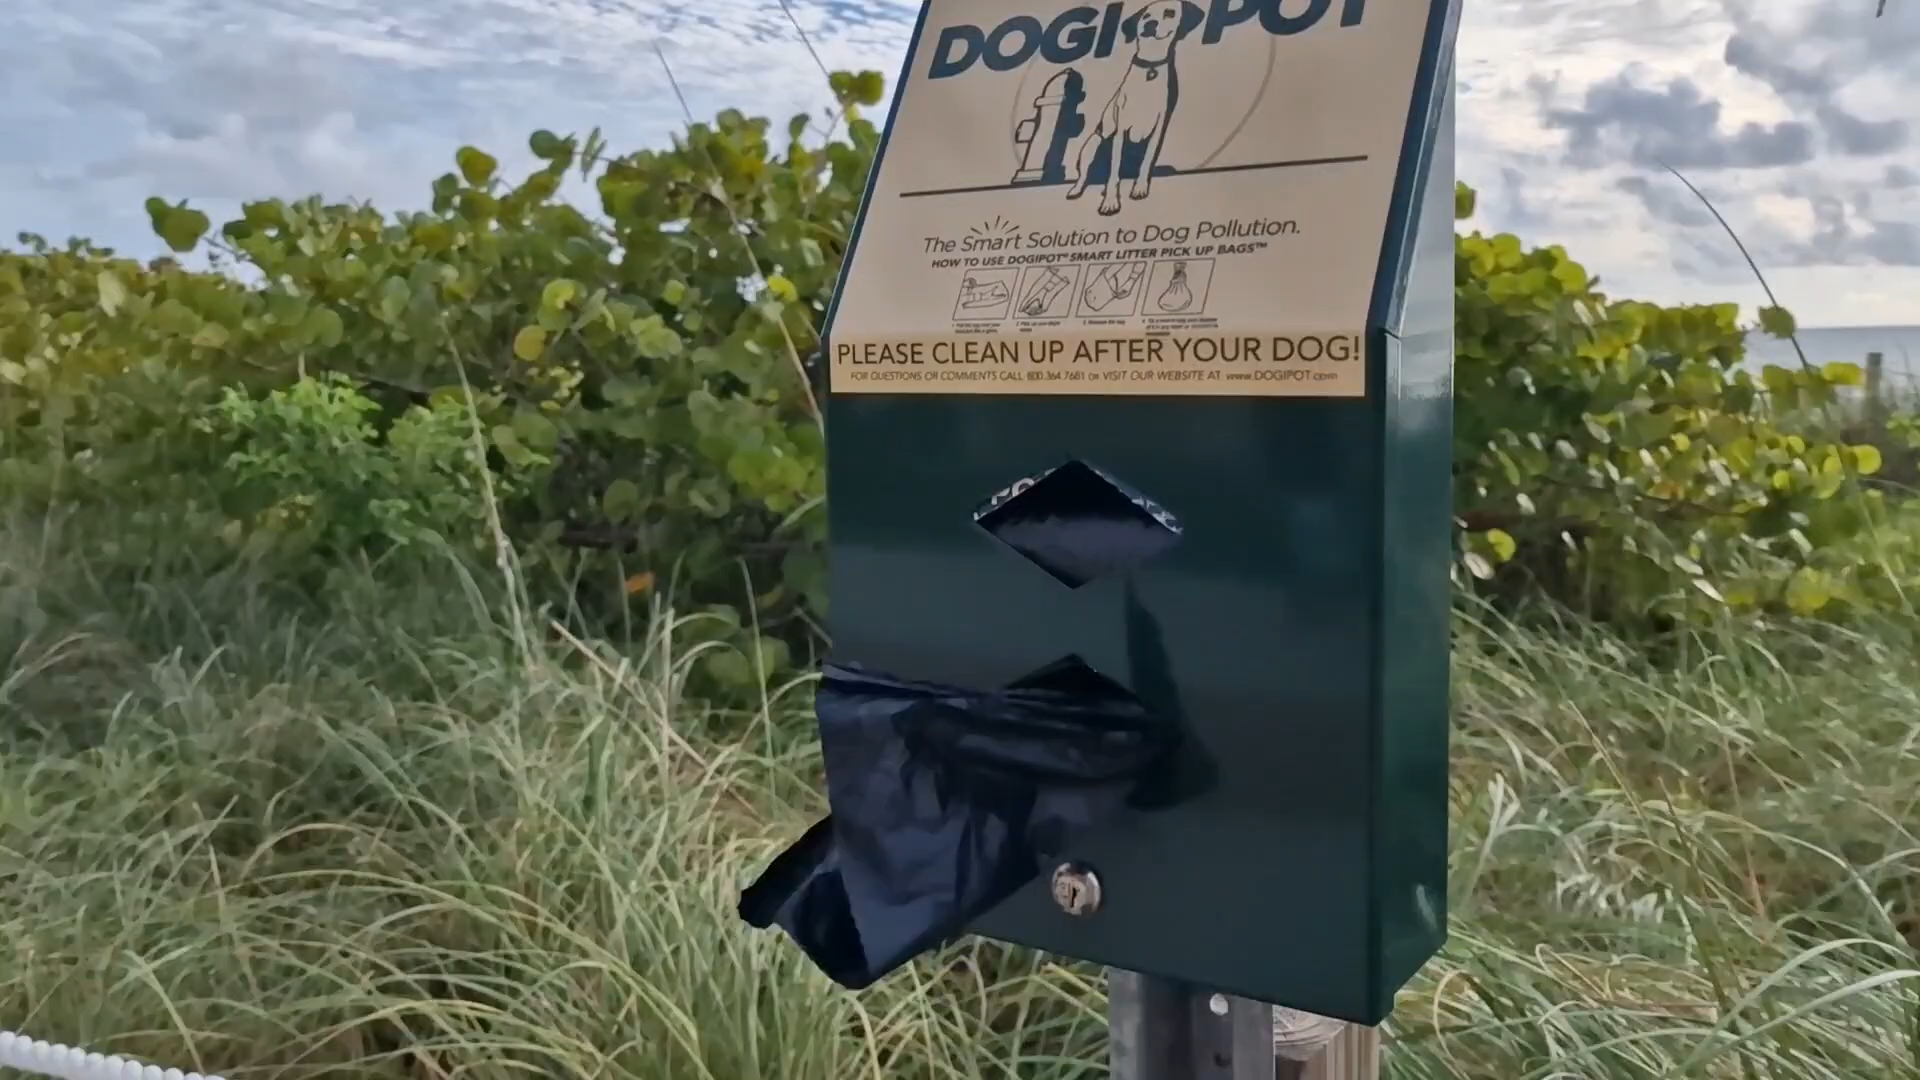 DOGIPOT
The Smart Solution to Dog Pollution.
HOW TO USE DOGIPOT® SMART LITTER PICK UP BAGS™
PLEASE CLEAN UP AFTER YOUR DOG!
FOR QUESTIONS OR COMMENTS CALL 800.364.7681 OR VISIT OUR WEBSITE AT www.DOGIPOT.com